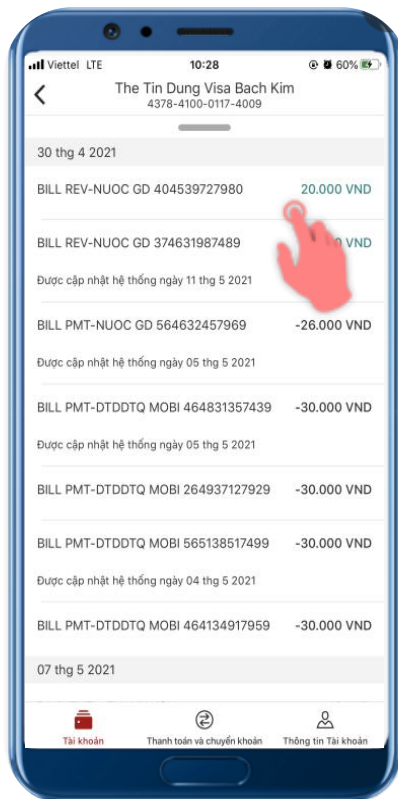 Viettel LTE 10:28 60%
The Tin Dung Visa Bach Kim
4378-4100-0117-4009
30 thg 4 2021
BILL REV-NUOC GD 404539727980 20.000 VND
BILL REV-NUOC GD 374631987489 VND
Được cập nhật hệ thống ngày 11 thg 5 2021
BILL PMT-NUOC GD 564632457969 -26.000 VND
Được cập nhật hệ thống ngày 05 thg 5 2021
BILL PMT-DTDDTQ MOBI 464831357439 -30.000 VND
Được cập nhật hệ thống ngày 05 thg 5 2021
BILL PMT-DTDDTQ MOBI 264937127929 -30.000 VND
BILL PMT-DTDDTQ MOBI 565138517499 -30.000 VND
Được cập nhật hệ thống ngày 04 thg 5 2021
BILL PMT-DTDDTQ MOBI 464134917959 -30.000 VND
07 thg 5 2021
Tài khoản Thanh toán và chuyển khoản Thông tin Tài khoản